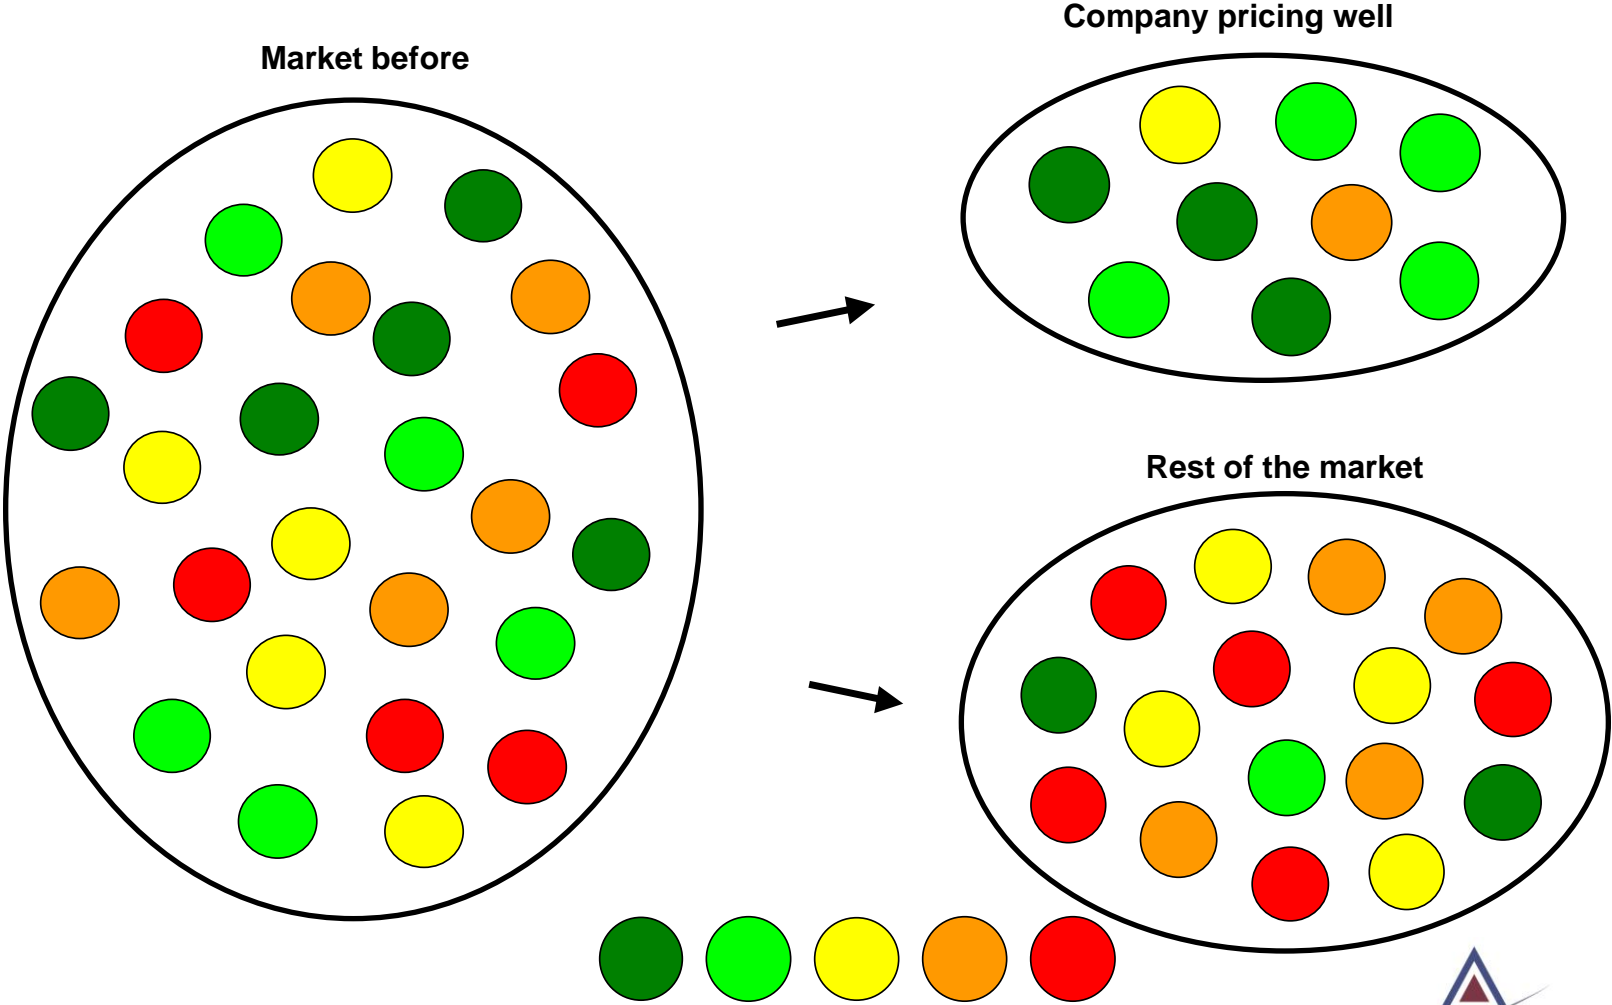 Company pricing well
Market before
Rest of the market